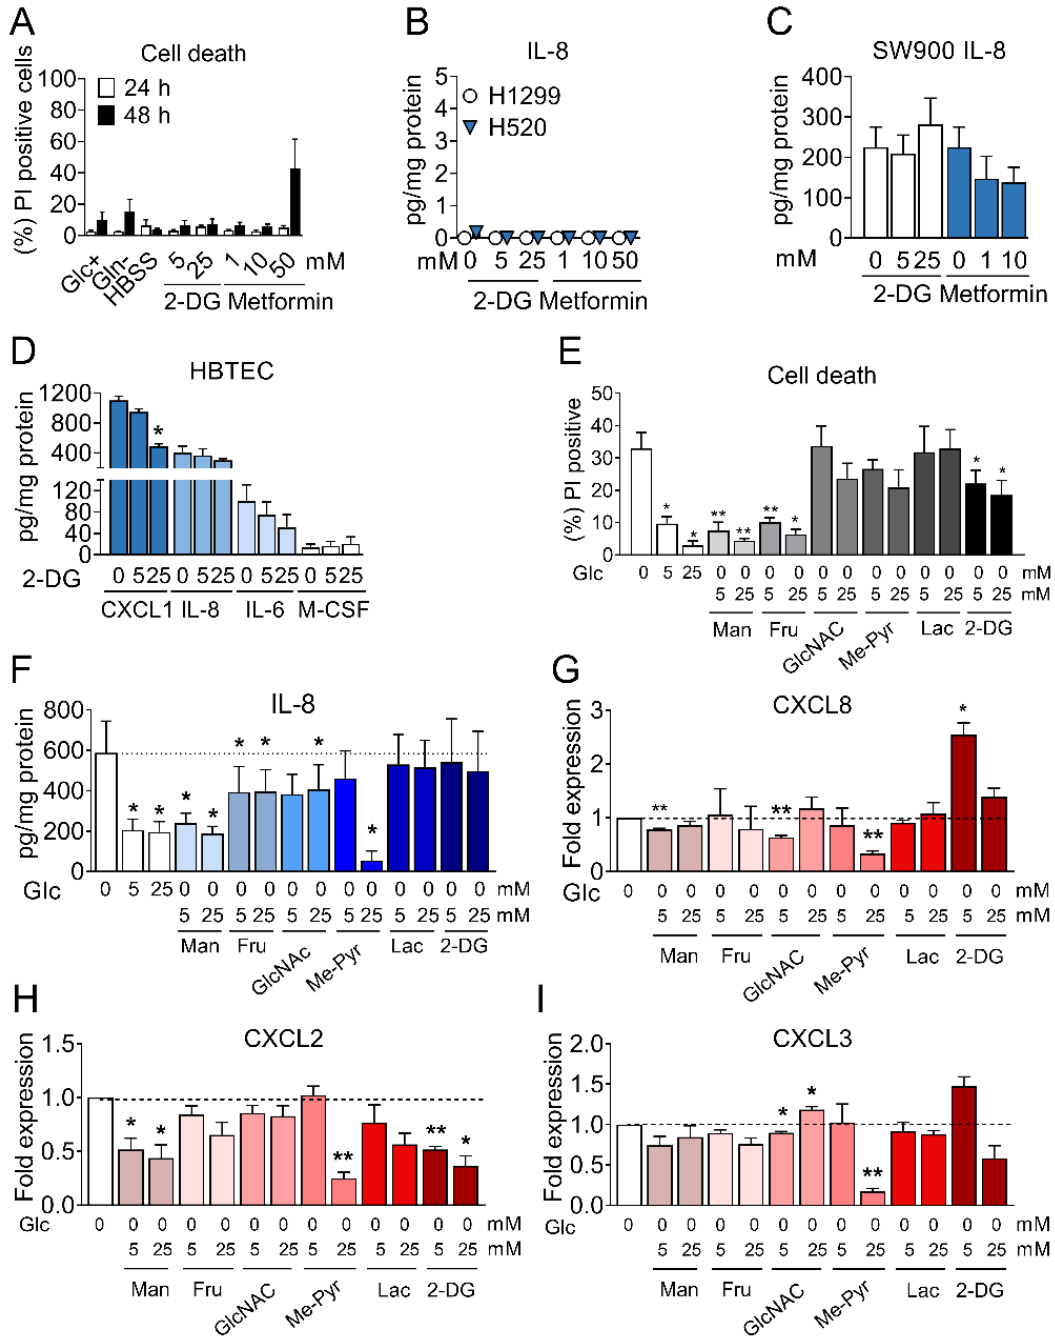 A
Cell death
(%) PI positive cells
100
80
60
40
20
0
24 h
48 h
Glc+
Gln-
HBSS
5
25
1
10
50
mM
2-DG Metformin
B
IL-8
pg/mg protein
5
4
3
2
1
0
H1299
H520
mM 0 5 25 1 10 50
2-DG Metformin
C
SW900 IL-8
pg/mg protein
400
300
200
100
0
mM 0 5 25 0 1 10
2-DG Metformin
D
HBTEC
pg/mg protein
1200
800
400
120
80
40
0
*
2-DG 0 5 25 0 5 25 0 5 25 0 5 25
CXCL1 IL-8 IL-6 M-CSF
E
Cell death
(%) PI positive
50
40
30
20
10
0
* * ** ** ** * * *
Glc 0 5 25 0 0 0 0 0 0 0 0 0 0 0 0 mM
5 25 5 25 5 25 5 25 5 25 5 25 mM
Man Fru GlcNAC Me-Pyr Lac 2-DG
F
IL-8
pg/mg protein
800
600
400
200
0
* * * * * * * *
Glc 0 5 25 0 0 0 0 0 0 0 0 0 0 0 0 mM
5 25 5 25 5 25 5 25 5 25 5 25 mM
Man Fru GlcNAc Me-Pyr Lac 2-DG
G
CXCL8
Fold expression
3
2
1
0
** ** ** *
Glc 0 0 0 0 0 0 0 0 0 0 0 0 0 mM
5 25 5 25 5 25 5 25 5 25 5 25 mM
Man Fru GlcNAC Me-Pyr Lac 2-DG
H
CXCL2
Fold expression
1.5
1.0
0.5
0.0
* * ** ** *
Glc 0 0 0 0 0 0 0 0 0 0 0 0 0 mM
5 25 5 25 5 25 5 25 5 25 5 25 mM
Man Fru GlcNAC Me-Pyr Lac 2-DG
I
CXCL3
Fold expression
2.0
1.5
1.0
0.5
0.0
* * **
Glc 0 0 0 0 0 0 0 0 0 0 0 0 0 mM
5 25 5 25 5 25 5 25 5 25 5 25 mM
Man Fru GlcNAC Me-Pyr Lac 2-DG